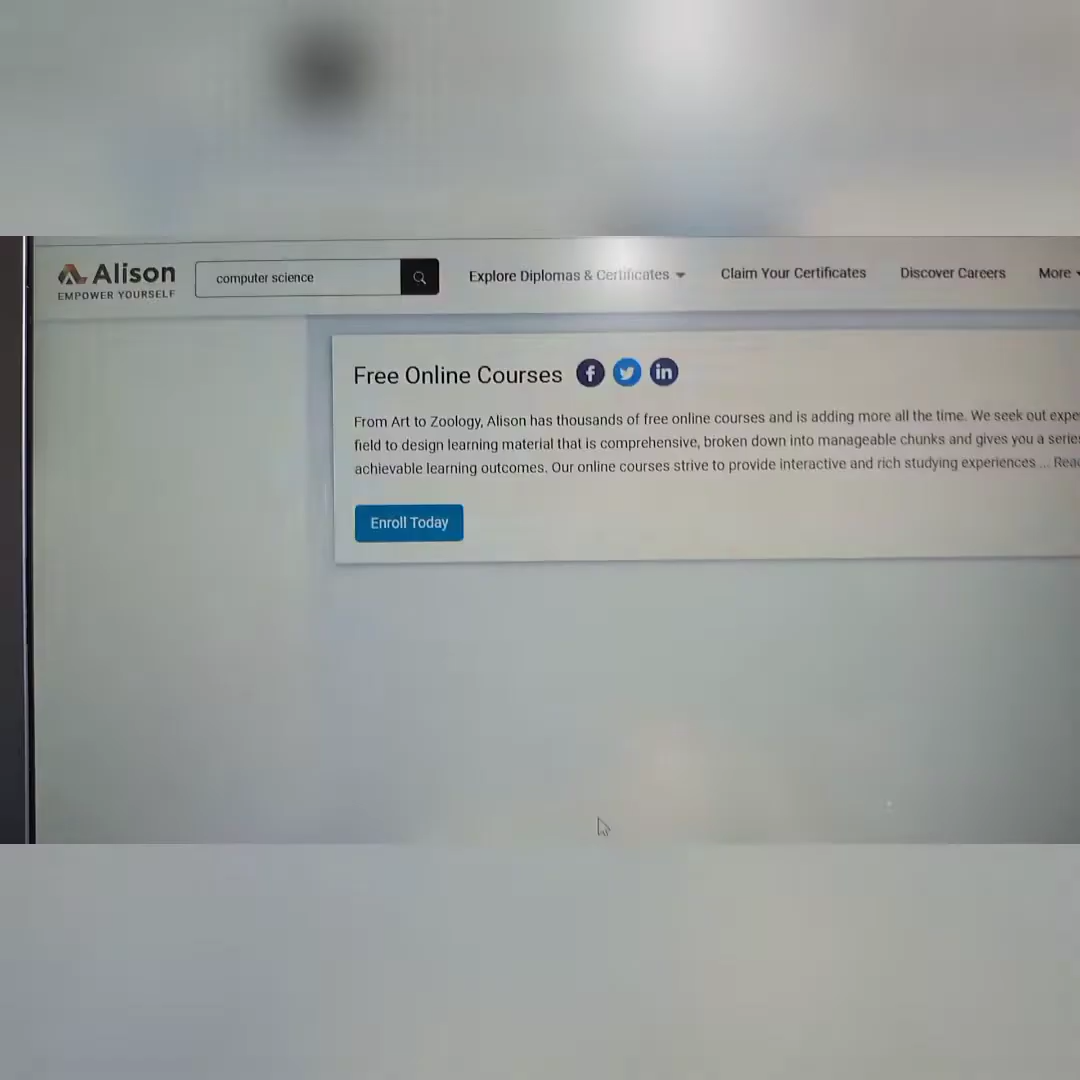 Alison
EMPOWER YOURSELF
computer science
Explore Diplomas & Certificates
Claim Your Certificates
Discover Careers
More
Free Online Courses
From Art to Zoology, Alison has thousands of free online courses and is adding more all the time. We seek out
field to design learning material that is comprehensive, broken down into manageable chunks and gives you a
achievable learning outcomes. Our online courses strive to provide interactive and rich studying experiences ...
Enroll Today